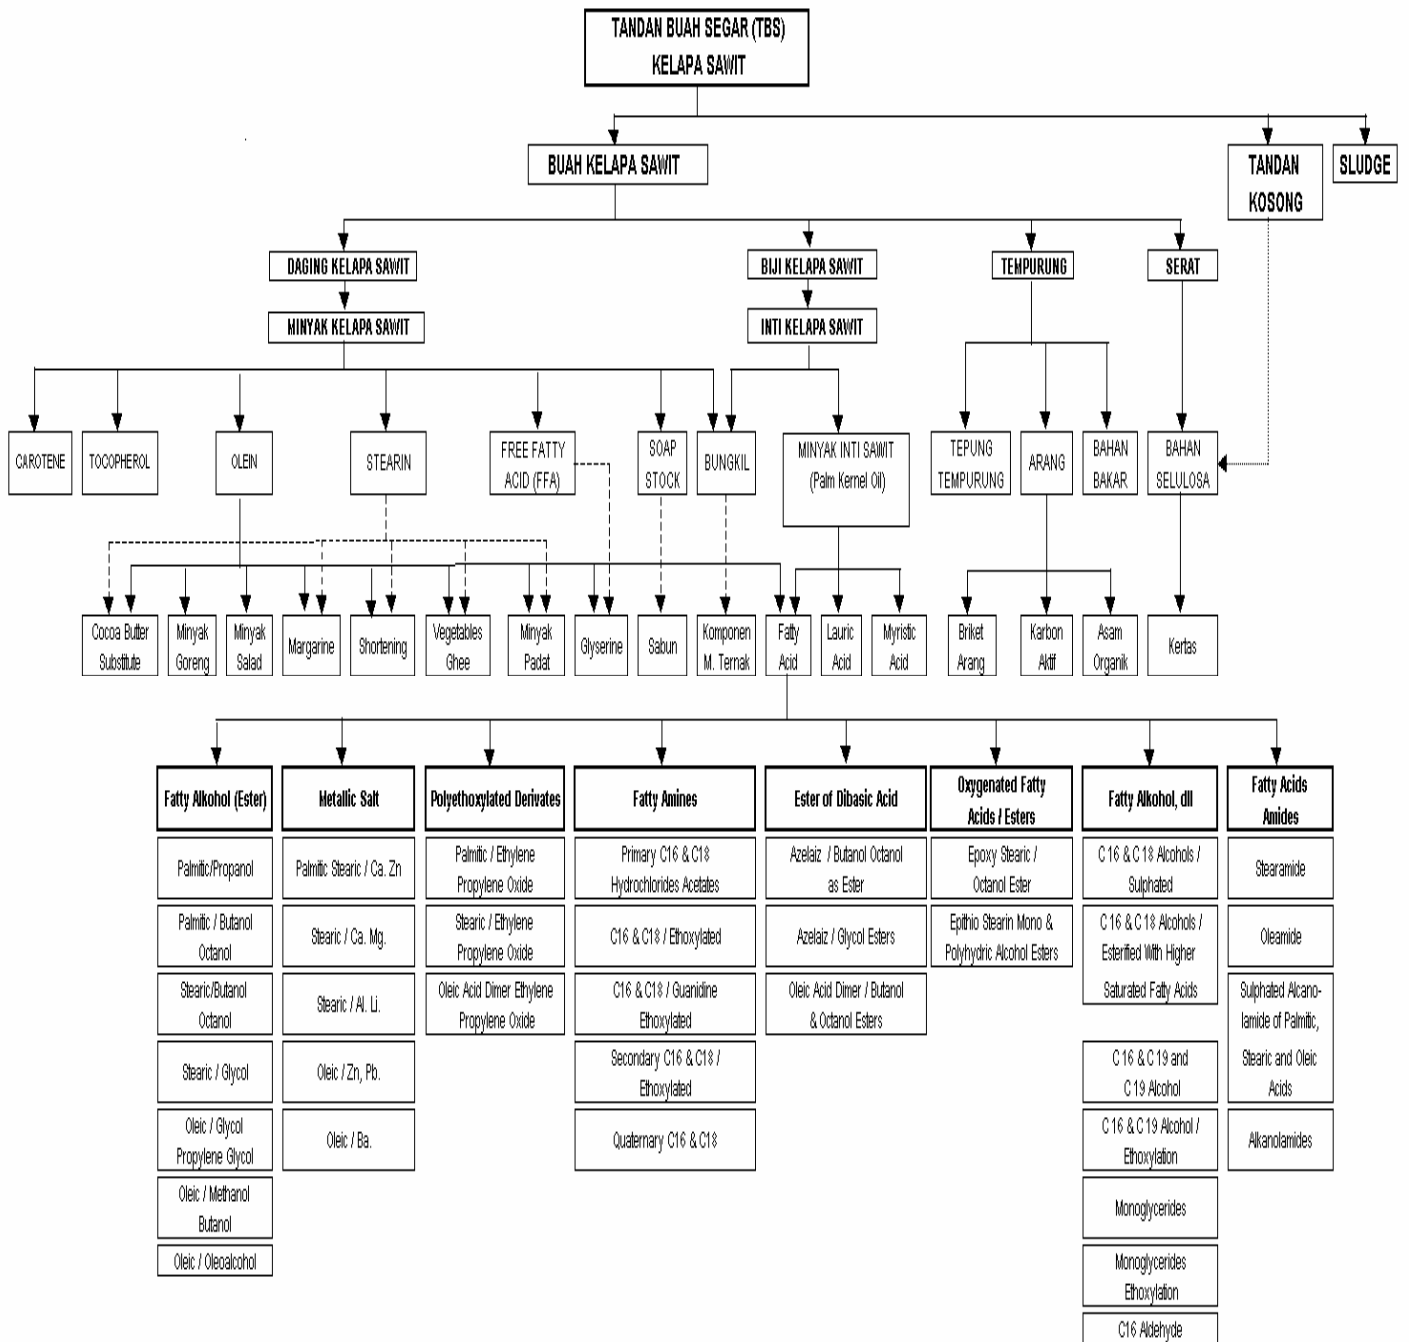 TANDAN BUAH SEGAR (TBS)
KELAPA SAWIT
BUAH KELAPA SAWIT
TANDAN
KOSONG
SLUDGE
DAGING KELAPA SAWIT
BIJI KELAPA SAWIT
TEMPURUNG
SERAT
MINYAK KELAPA SAWIT
INTI KELAPA SAWIT
CAROTENE
TOCOPHEROL
OLEIN
STEARIN
FREE FATTY
ACID (FFA)
SOAP
STOCK
BUNGKIL
MINYAK INTI SAWIT
(Palm Kernel Oil)
TEPUNG
TEMPURUNG
ARANG
BAHAN
BAKAR
BAHAN
SELULOSA
Cocoa Butter
Substitute
Minyak
Goreng
Minyak
Salad
Margarine
Shortening
Vegetables
Ghee
Minyak
Padat
Glyserine
Sabun
Komponen
M. Ternak
Fatty
Acid
Lauric
Acid
Myristic
Acid
Briket
Arang
Karbon
Aktif
Asam
Organik
Kertas
Fatty Alkohol (Ester)
Palmitic/Propanol
Palmitic / Butanol
Octanol
Stearic/Butanol
Octanol
Stearic / Glycol
Oleic / Glycol
Propylene Glycol
Oleic / Methanol
Butanol
Oleic / Oleoalcohol
Metallic Salt
Palmitic Stearic / Ca. Zn
Stearic / Ca. Mg.
Stearic / Al. Li.
Oleic / Zn, Pb.
Oleic / Ba.
Polyethoxylated Derivates
Palmitic / Ethylene
Propylene Oxide
Stearic / Ethylene
Propylene Oxide
Oleic Acid Dimer Ethylene
Propylene Oxide
Fatty Amines
Primary C16 & C18
Hydrochlorides Acetates
C16 & C18 / Ethoxylated
C16 & C18 / Guanidine
Ethoxylated
Secondary C16 & C18 /
Ethoxylated
Quaternary C16 & C18
Ester of Dibasic Acid
Azelaiz / Butanol Octanol
as Ester
Azelaiz / Glycol Esters
Oleic Acid Dimer / Butanol
& Octanol Esters
Oxygenated Fatty
Acids / Esters
Epoxy Stearic /
Octanol Ester
Epithio Stearin Mono &
Polyhydric Alcohol Esters
Fatty Alkohol, dll
C 16 & C 18 Alcohols /
Sulphated
C 16 & C 18 Alcohols /
Esterified With Higher
Saturated Fatty Acids
C 16 & C 19 and
C 19 Alcohol
C 16 & C 19 Alcohol /
Ethoxylation
Monoglycerides
Monoglycerides
Ethoxylation
C16 Aldehyde
Fatty Acids
Amides
Stearamide
Oleamide
Sulphated Alcano-
lamide of Palmitic,
Stearic and Oleic
Acids
Alkanolamides